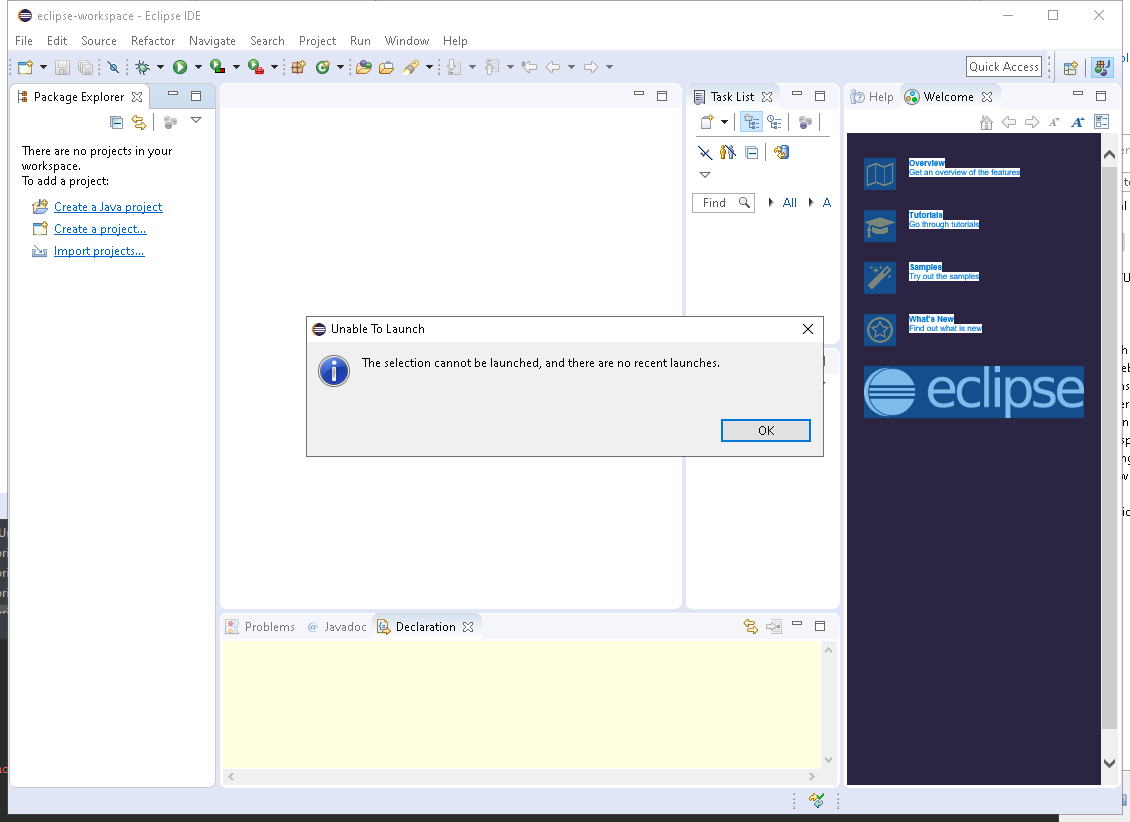 eclipse-workspace - Eclipse IDE
File Edit Source Refactor Navigate Search Project Run Window Help
Quick Access
Package Explorer
Task List
Help
Welcome
There are no projects in your
workspace.
To add a project:
Create a Java project
Create a project...
Import projects...
Find
All
A
Overview
Get an overview of the features
Tutorials
Go through tutorials
Samples
Try out the samples
What's New
Find out what is new
eclipse
Unable To Launch
The selection cannot be launched, and there are no recent launches.
OK
Problems
@ Javadoc
Declaration